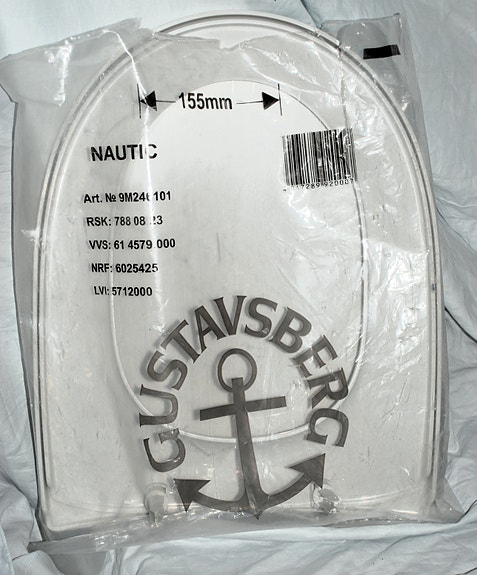 155mm
NAUTIC
Art. № 9M246101
RSK: 788 08 23
VVS: 61 4579 000
NRF: 6025425
LVI: 5712000
GUSTAVSBERG